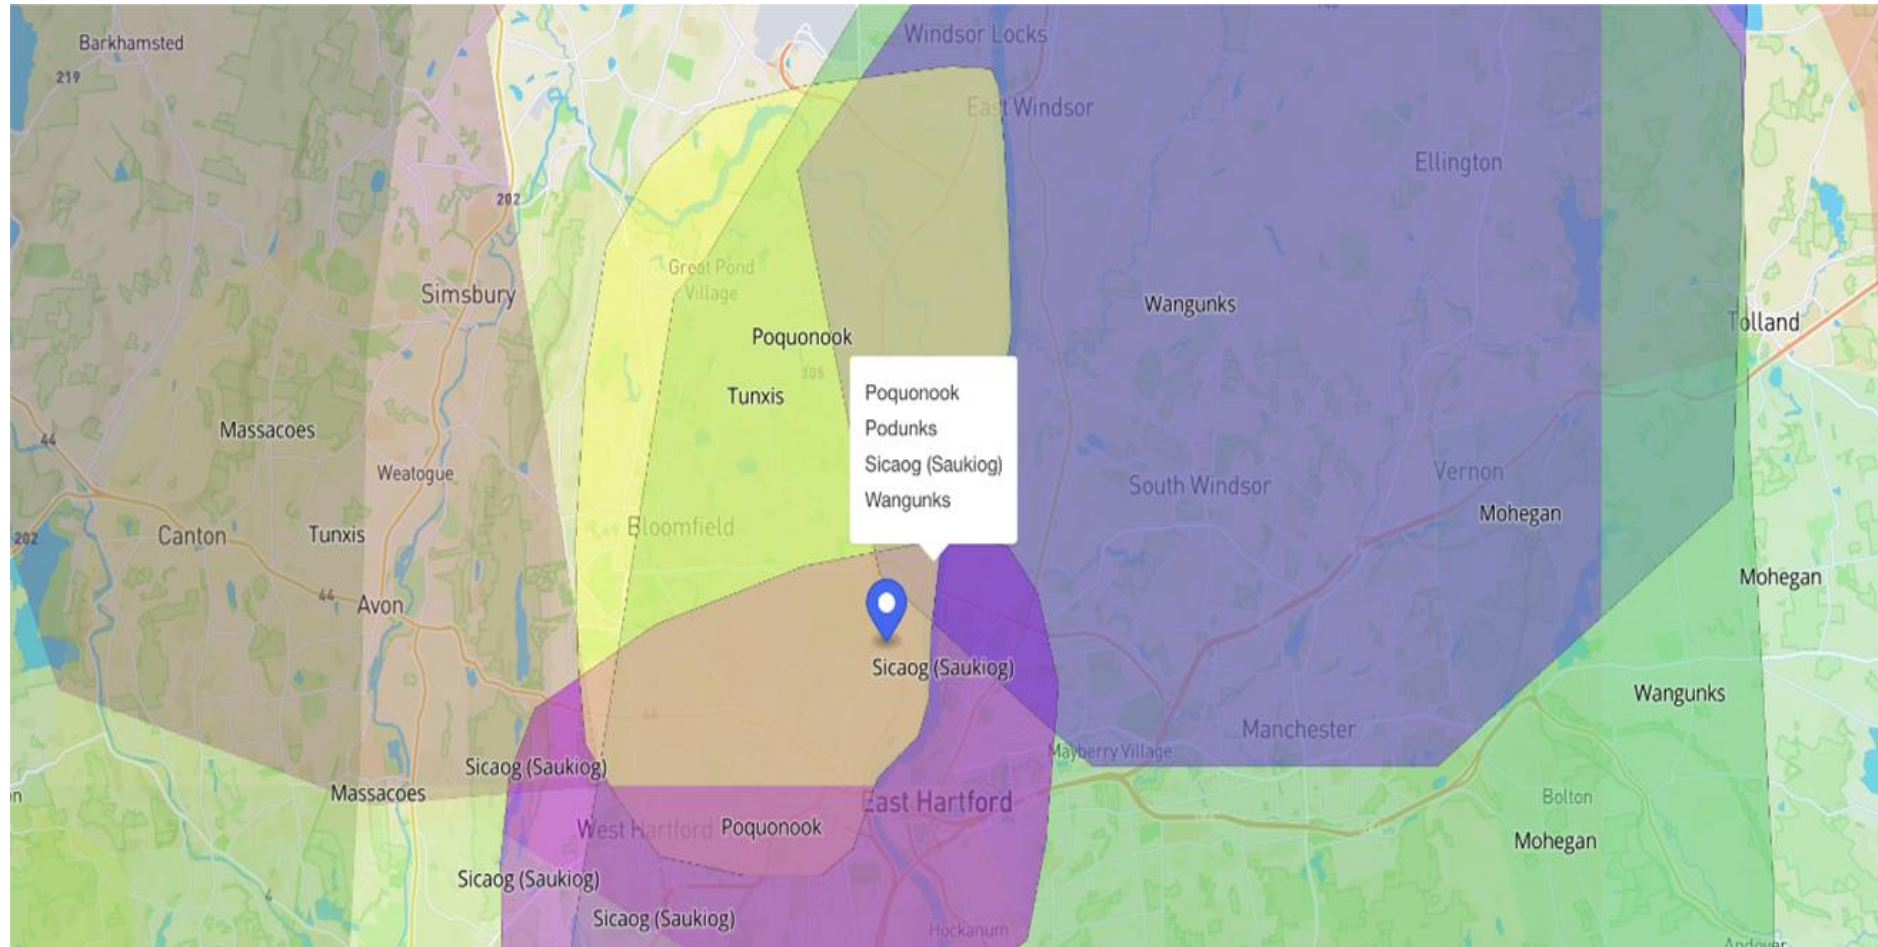 Barkhamsted
Windsor Locks
219
East Windsor
Ellington
202
Great Pond
Village
Simsbury
Wangunks
Tolland
Poquonook
305
Tunxis
Poquonook
Podunks
Sicaog (Saukiog)
Wangunks
Massacoes
44
Weatogue
Vernon
South Windsor
Mohegan
Bloomfield
202
Canton
Tunxis
Mohegan
44
Avon
Sicaog (Saukiog)
Wangunks
44
Manchester
Mayberry Village
Sicaog (Saukiog)
Massacoes
Bolton
East Hartford
West Hartford
Poquonook
Mohegan
Sicaog (Saukiog)
4
Sicaog (Saukiog)
Hockanum
Andover